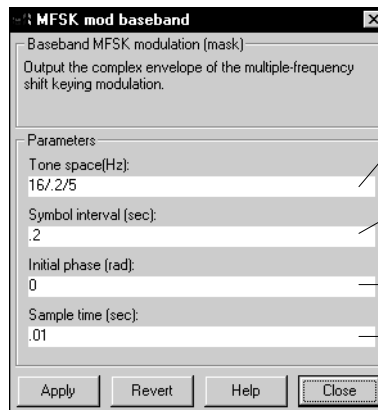 MFSK mod baseband
Baseband MFSK modulation (mask)
Output the complex envelope of the multiple-frequency
shift keying modulation.
Parameters
Tone space(Hz):
16/.2/5
Symbol interval (sec):
.2
Initial phase (rad):
0
Sample time (sec):
.01
Apply Revert Help Close